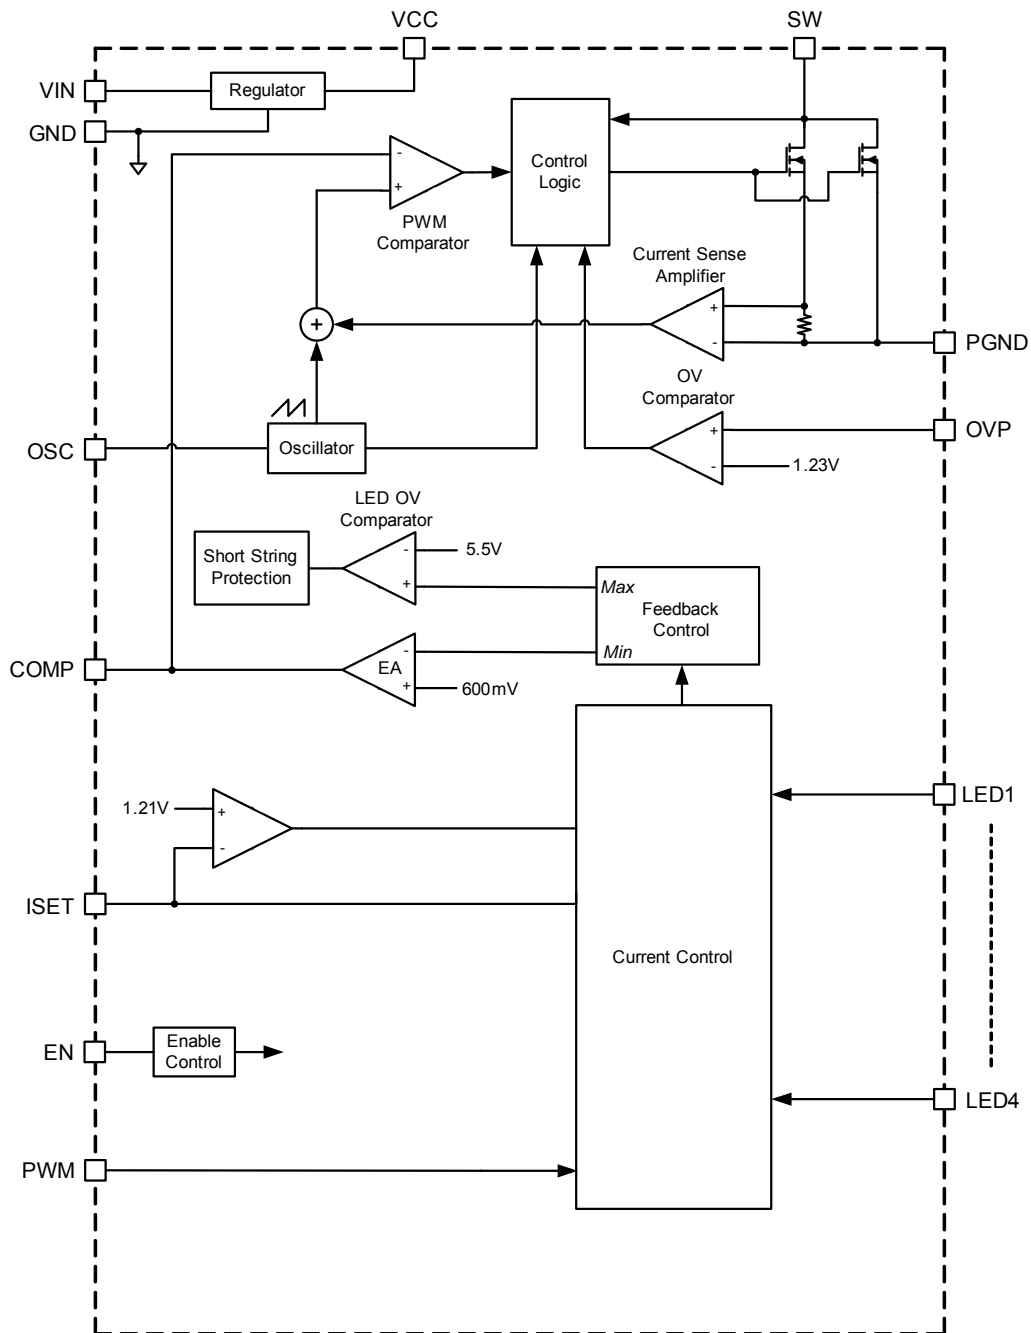 VCC
SW
VIN
Regulator
GND
-
+
PWM
Comparator
Control
Logic
Current Sense
Amplifier
+
-
+
PGND
OV
Comparator
+
-
1.23V
OVP
OSC
Oscillator
LED OV
Comparator
-
+
5.5V
Short String
Protection
Max
Feedback
Control
Min
COMP
EA
-
+
600mV
1.21V
+
-
LED1
ISET
Current Control
EN
Enable
Control
LED4
PWM